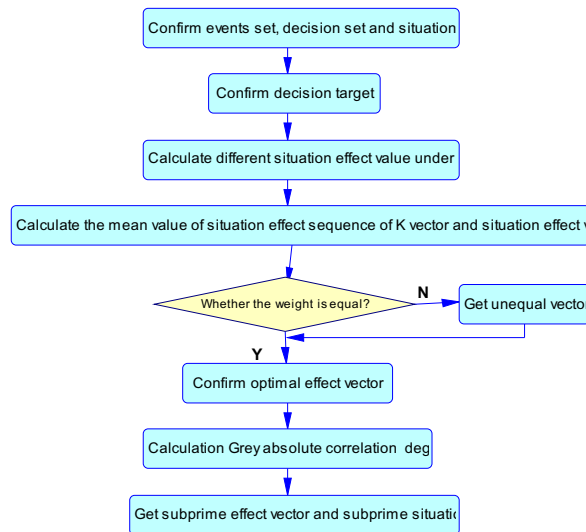 Confirm events set, decision set and situation
Confirm decision target
Calculate different situation effect value under
Calculate the mean value of situation effect sequence of K vector and situation effect v
Whether the weight is equal?
N
Get unequal vector
Y
Confirm optimal effect vector
Calculation Grey absolute correlation deg
Get subprime effect vector and subprime situatio